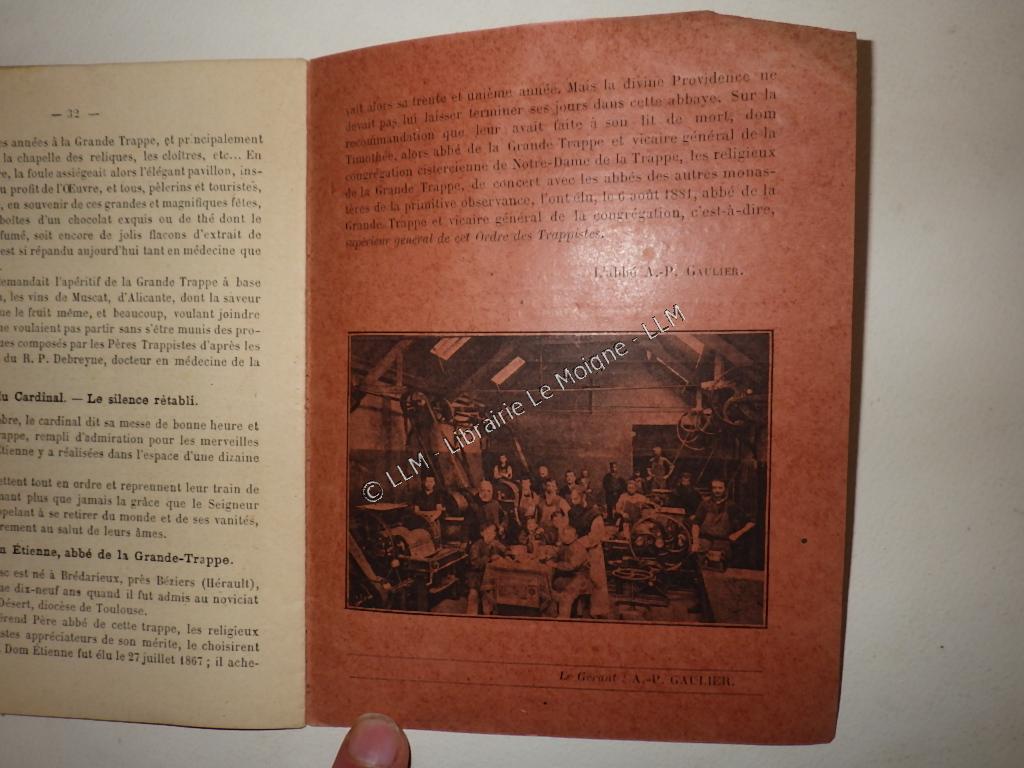 — 32 —
es années à la Grande Trappe, et principalement
la chapelle des reliques, les cloîtres, etc... En
re, la foule assiégeait alors l'élégant pavillon, ins-
u profit de l'Œuvre, et tous, pèlerins et touristes,
, en souvenir de ces grandes et magnifiques fêtes,
boîtes d'un chocolat exquis ou de thé dont le
fumé, soit encore de jolis flacons d'extrait de
est si répandu aujourd'hui tant en médecine que
.
demandait l'apéritif de la Grande Trappe à base
, les vins de Muscat, d'Alicante, dont la saveur
ue le fruit même, et beaucoup, voulant joindre
ne voulaient pas partir sans s'être munis des pro-
ques composés par les Pères Trappistes d'après les
du R. P. Debreyne, docteur en médecine de la
du Cardinal. — Le silence rétabli.
bre, le cardinal dit sa messe de bonne heure et
rappe, rempli d'admiration pour les merveilles
Étienne y a réalisées dans l'espace d'une dizaine
ettent tout en ordre et reprennent leur train de
nant plus que jamais la grâce que le Seigneur
ppelant à se retirer du monde et de ses vanités,
rement au salut de leurs âmes.
n Étienne, abbé de la Grande-Trappe.
sc est né à Brédarieux, près Béziers (Hérault),
ne dix-neuf ans quand il fut admis au noviciat
Désert, diocèse de Toulouse.
érend Père abbé de cette trappe, les religieux
stes appréciateurs de son mérite, le choisirent
. Dom Étienne fut élu le 27 juillet 1867 ; il ache-
vait alors sa trente et unième année. Mais la divine Providence ne
devait pas lui laisser terminer ses jours dans cette abbaye. Sur la
recommandation que leur avait faite à son lit de mort, dom
Timothée, alors abbé de la Grande Trappe et vicaire général de la
congrégation cistercienne de Notre-Dame de la Trappe, les religieux
de la Grande Trappe, de concert avec les abbés des autres monas-
tères de la primitive observance, l'ont élu, le 6 août 1881, abbé de la
Grande Trappe et vicaire général de la congrégation, c'est-à-dire,
supérieur général de cet Ordre des Trappistes.
L'abbé A.-P. GAULIER.
© LLM - Librairie Le Moigne - LLM
Le Gérant : A.-P. GAULIER.